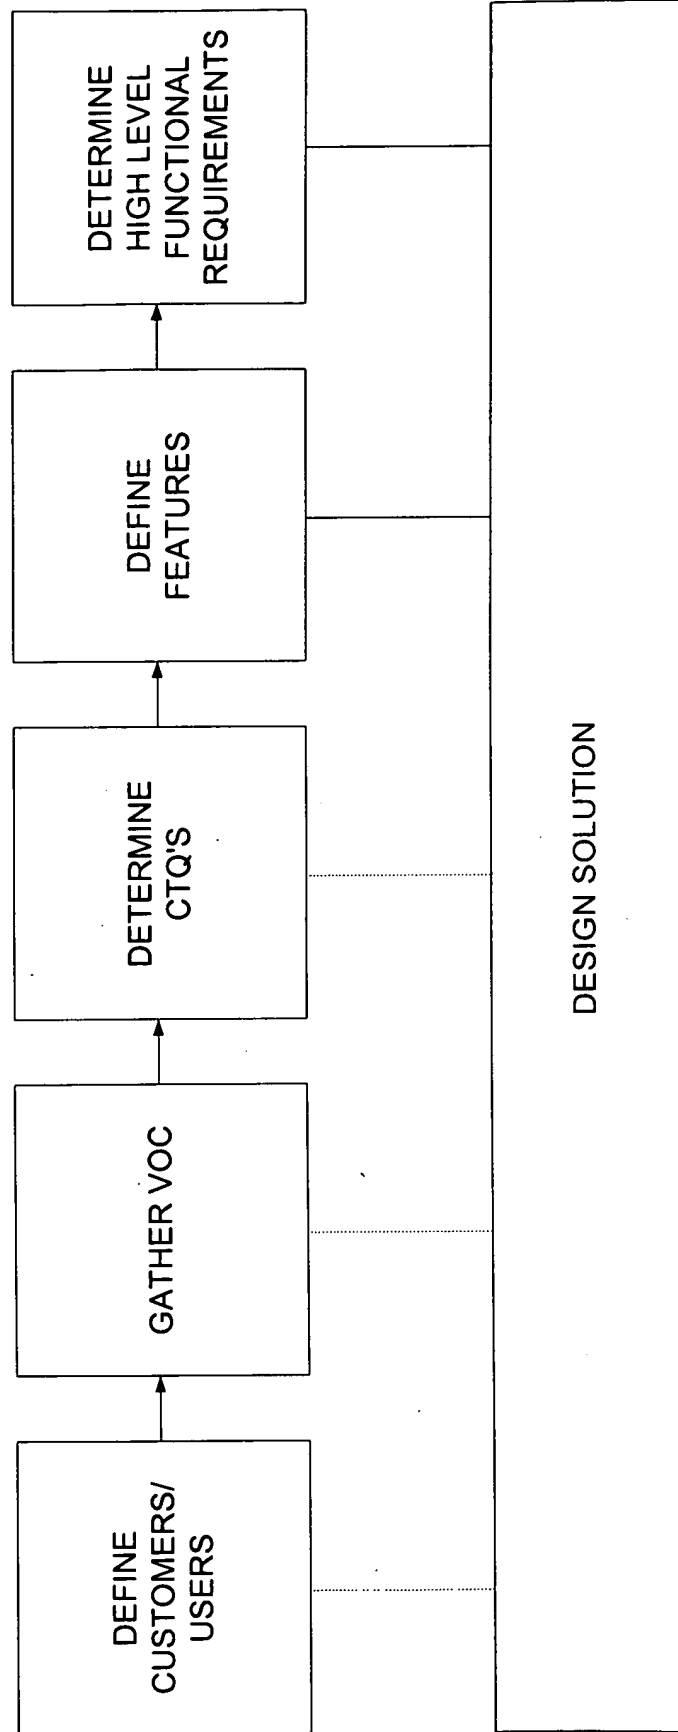 DEFINE
CUSTOMERS/
USERS
GATHER VOC
DETERMINE
CTQ'S
DEFINE
FEATURES
DETERMINE
HIGH LEVEL
FUNCTIONAL
REQUIREMENTS
DESIGN SOLUTION